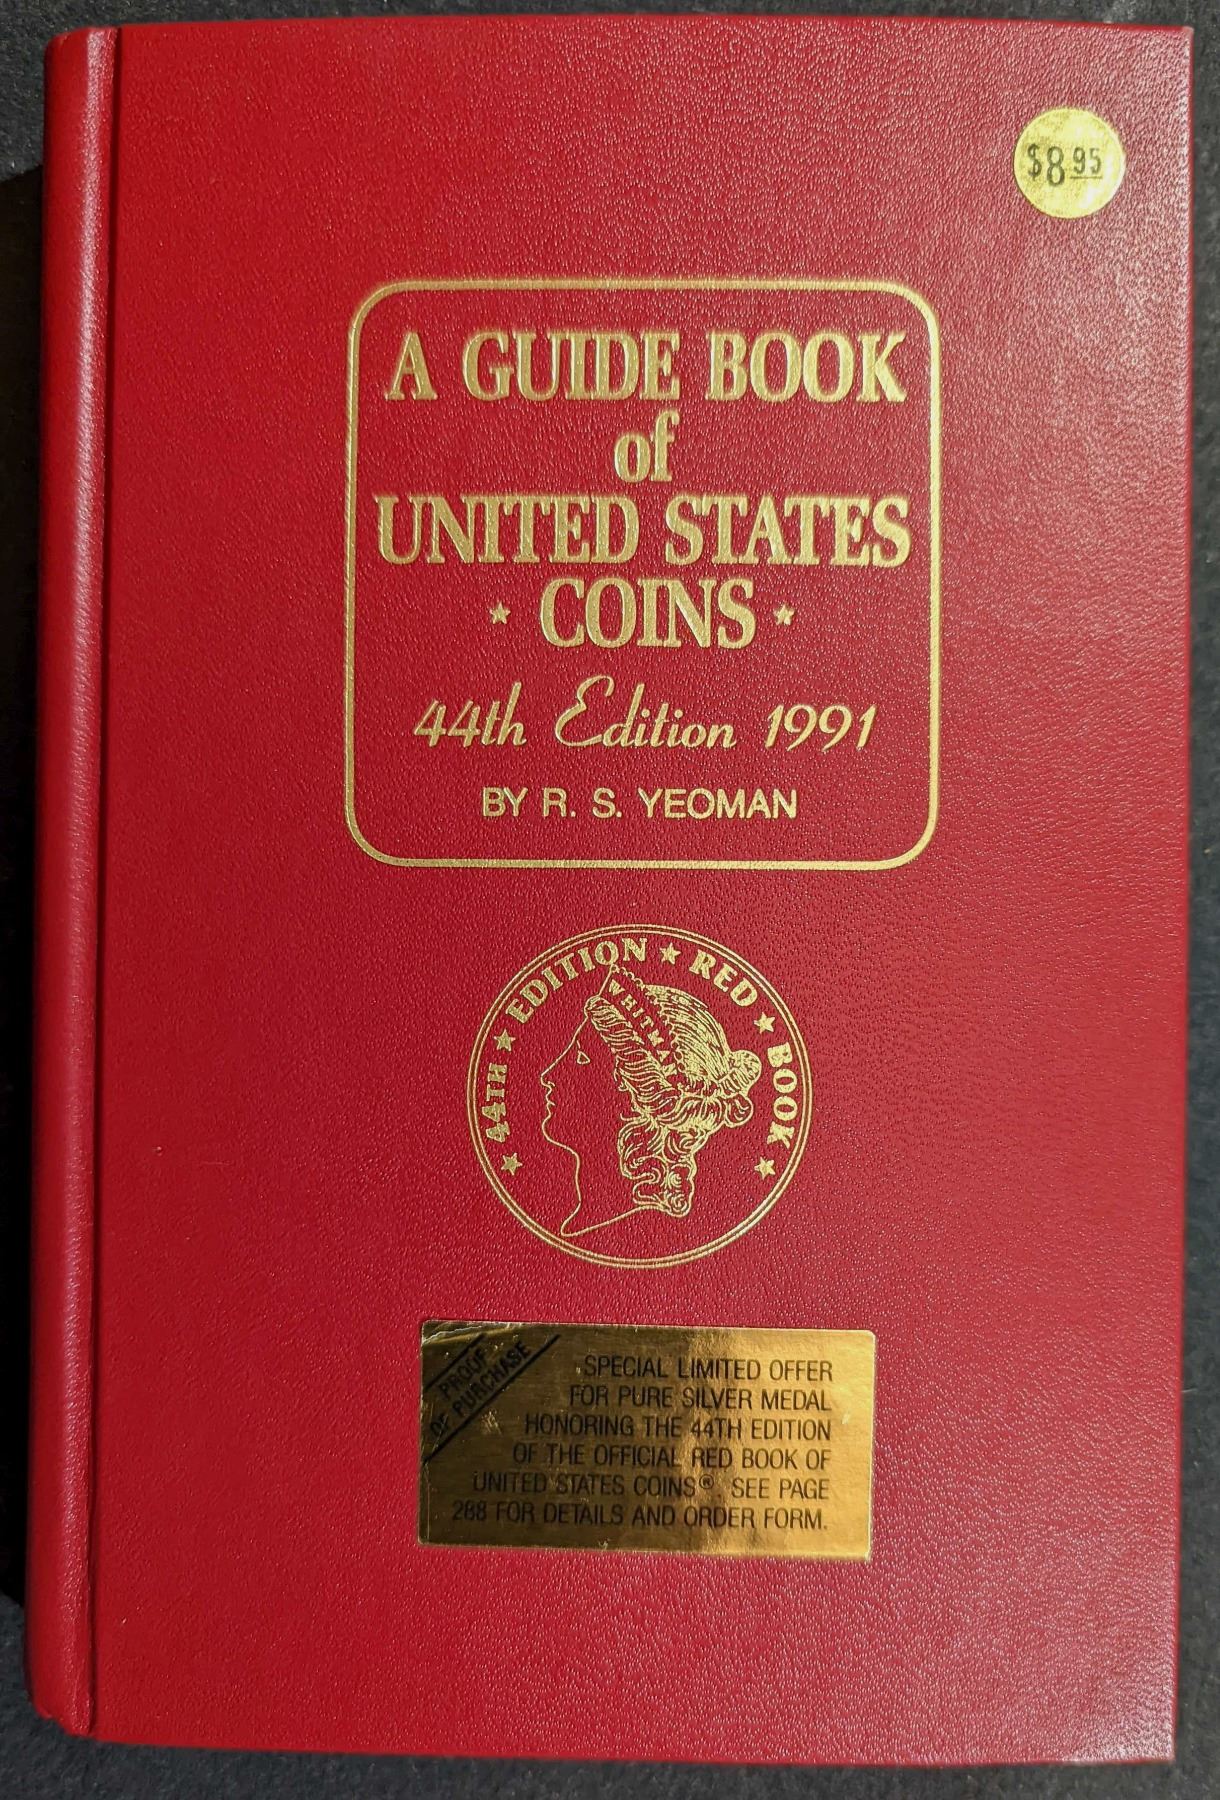 $8.95
A GUIDE BOOK
of
UNITED STATES
COINS
44th Edition 1991
BY R. S. YEOMAN
44TH EDITION RED BOOK
WHITMAN
PROOF
OF PURCHASE
SPECIAL LIMITED OFFER
FOR PURE SILVER MEDAL
HONORING THE 44TH EDITION
OF THE OFFICIAL RED BOOK OF
UNITED STATES COINS® SEE PAGE
288 FOR DETAILS AND ORDER FORM.